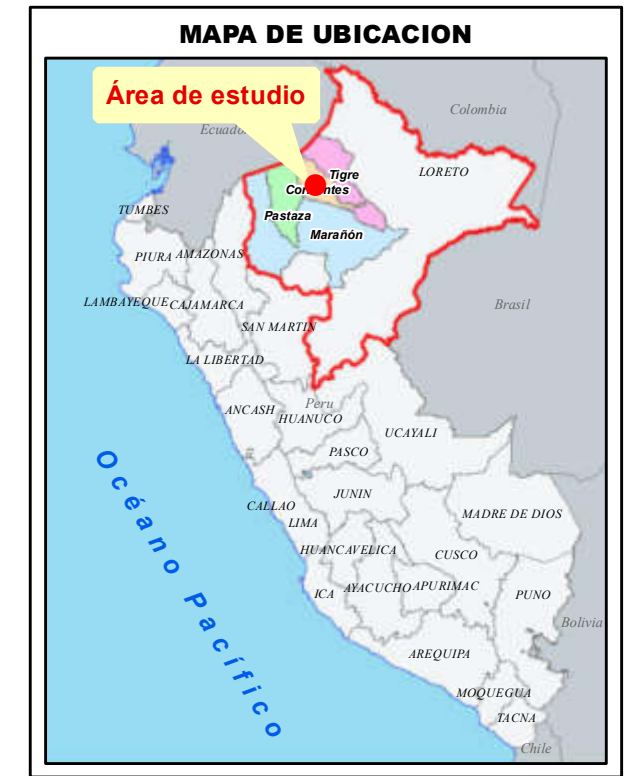 MAPA DE UBICACION
Área de estudio
Colombia
Ecuador
LORETO
Tigre
Corrientes
Pastaza
Marañón
TUMBES
PIURA
AMAZONAS
LAMBAYEQUE
CAJAMARCA
SAN MARTIN
Brasil
LA LIBERTAD
Peru
ANCASH
HUANUCO
UCAYALI
PASCO
JUNIN
CALLAO
LIMA
MADRE DE DIOS
HUANCAVELICA
CUSCO
ICA
AYACUCHO
APURIMAC
PUNO
Bolivia
AREQUIPA
MOQUEGUA
TACNA
Chile
Océano Pacífico